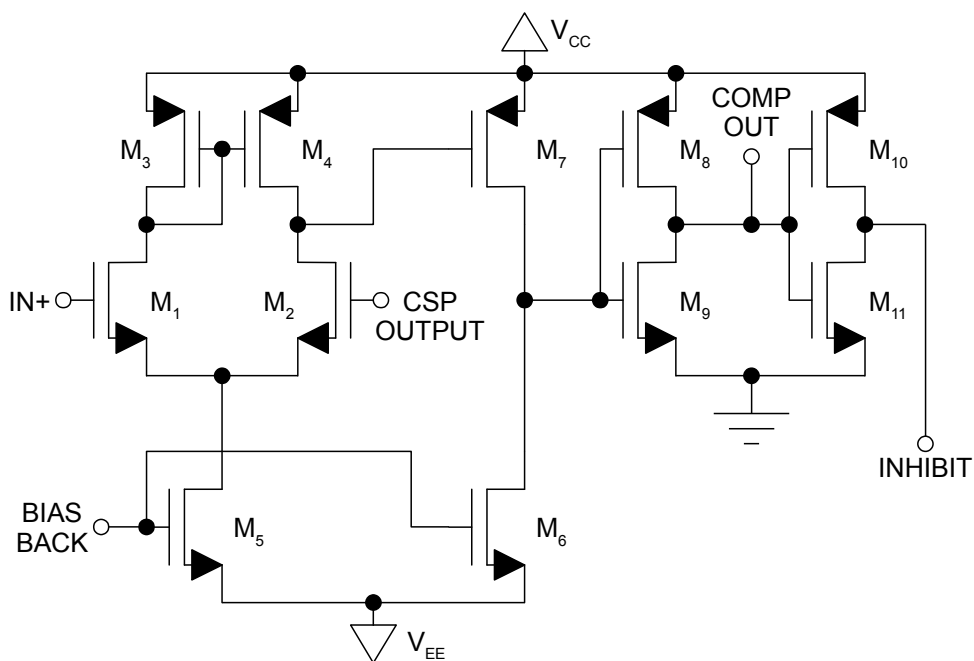 V_CC
COMP
OUT
M_3
M_4
M_7
M_8
M_10
IN+
M_1
M_2
CSP
OUTPUT
M_9
M_11
INHIBIT
BIAS
BACK
M_5
M_6
V_EE